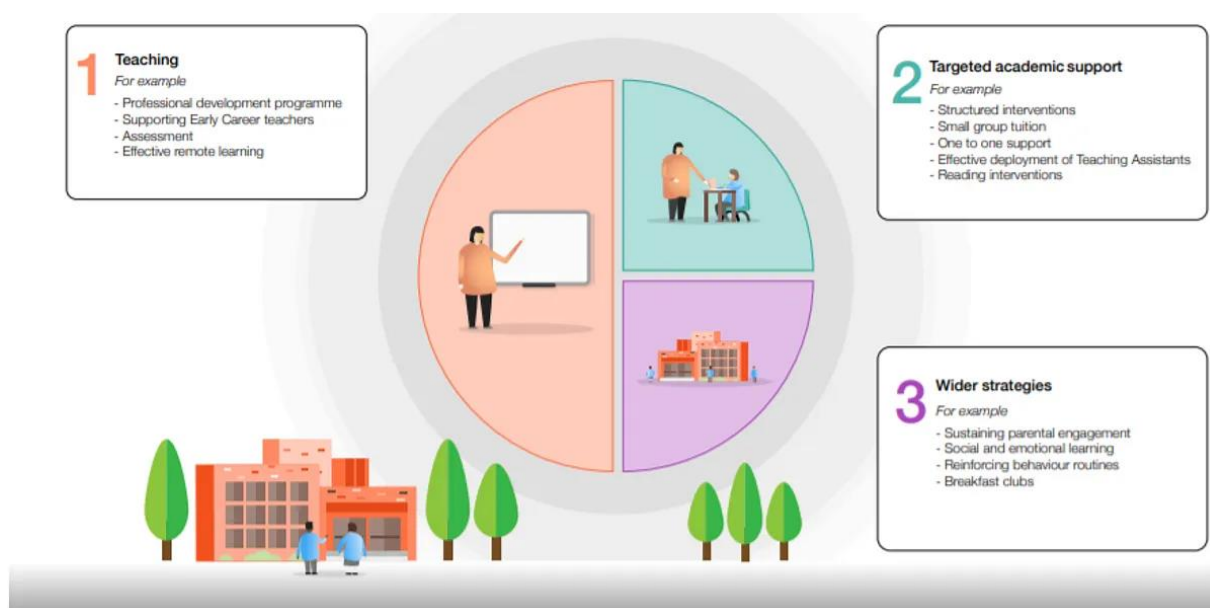 1
Teaching
For example
- Professional development programme
- Supporting Early Career teachers
- Assessment
- Effective remote learning
2
Targeted academic support
For example
- Structured interventions
- Small group tuition
- One to one support
- Effective deployment of Teaching Assistants
- Reading interventions
3
Wider strategies
For example
- Sustaining parental engagement
- Social and emotional learning
- Reinforcing behaviour routines
- Breakfast clubs